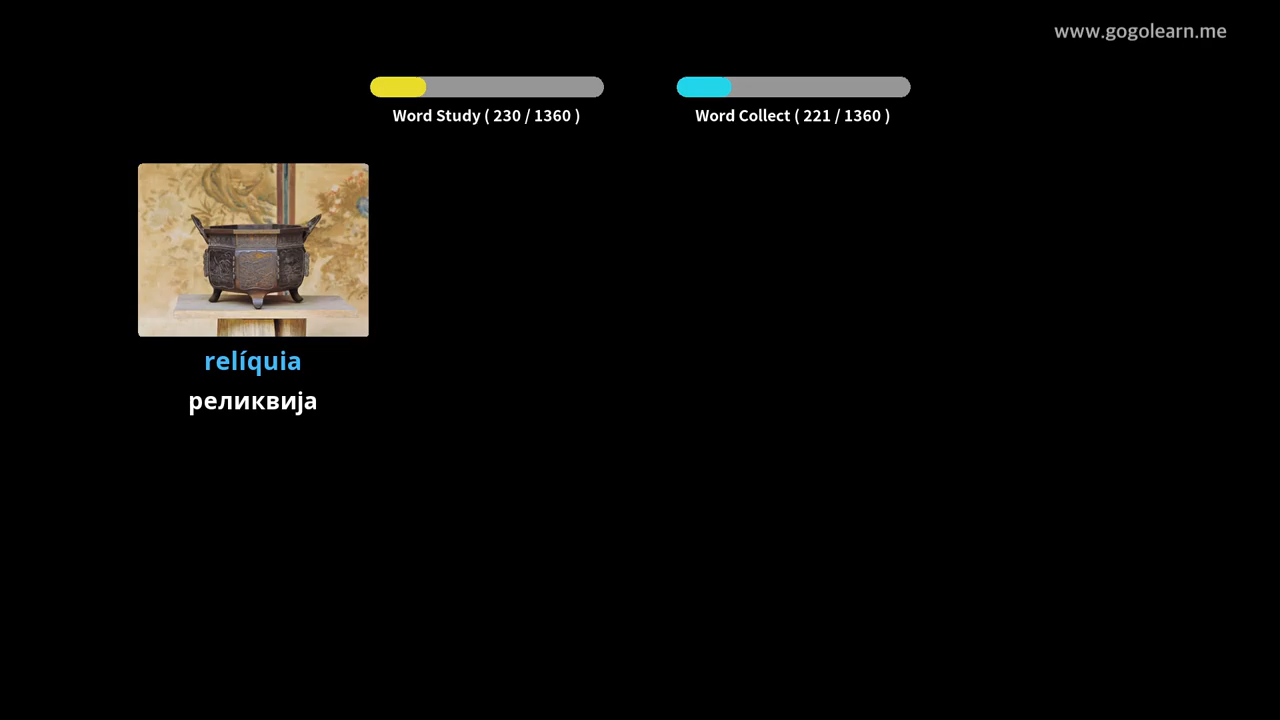 www.gogolearn.me
Word Study ( 230 / 1360 )
Word Collect ( 221 / 1360 )
relíquia
реликвија